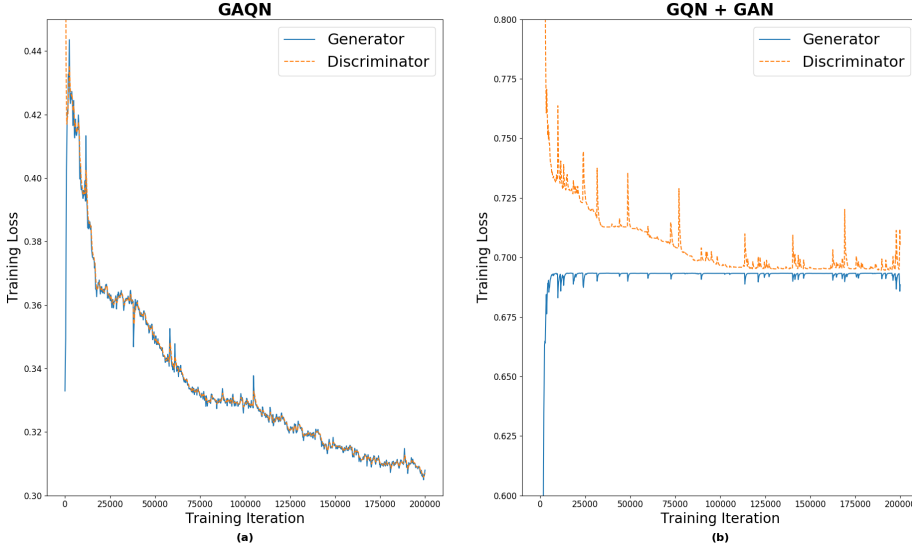 GAQN
Generator
Discriminator
0.44
0.42
0.40
0.38
0.36
0.34
0.32
0.30
Training Loss
0
25000
50000
75000
100000
125000
150000
175000
200000
Training Iteration
(a)
GQN + GAN
Generator
Discriminator
0.800
0.775
0.750
0.725
0.700
0.675
0.650
0.625
0.600
Training Loss
0
25000
50000
75000
100000
125000
150000
175000
200000
Training Iteration
(b)